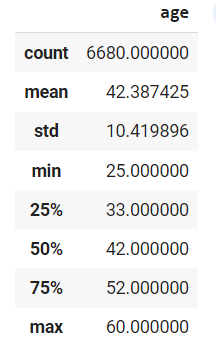 age
count 6680.000000
mean 42.387425
std 10.419896
min 25.000000
25% 33.000000
50% 42.000000
75% 52.000000
max 60.000000